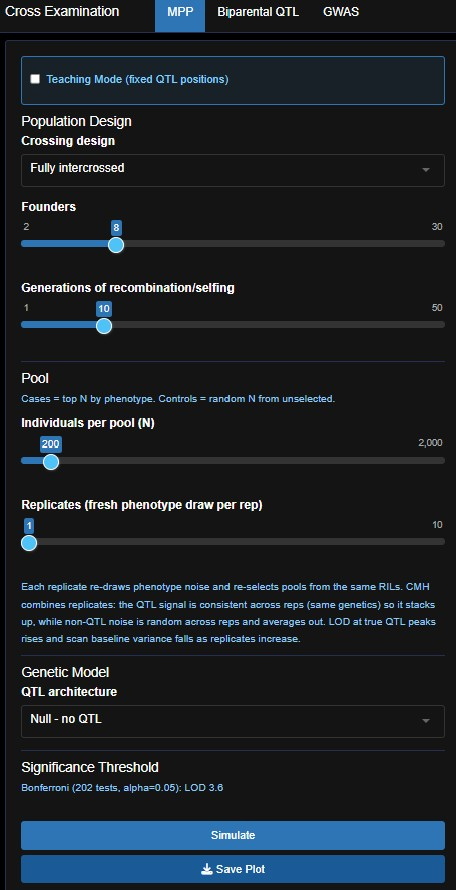 Cross Examination MPP Biparental QTL GWAS
Teaching Mode (fixed QTL positions)
Population Design
Crossing design
Fully intercrossed
Founders
2 8 30
Generations of recombination/selfing
1 10 50
Pool
Cases = top N by phenotype. Controls = random N from unselected.
Individuals per pool (N)
200 2,000
Replicates (fresh phenotype draw per rep)
1 10
Each replicate re-draws phenotype noise and re-selects pools from the same RILs. CMH
combines replicates: the QTL signal is consistent across reps (same genetics) so it stacks
up, while non-QTL noise is random across reps and averages out. LOD at true QTL peaks
rises and scan baseline variance falls as replicates increase.
Genetic Model
QTL architecture
Null - no QTL
Significance Threshold
Bonferroni (202 tests, alpha=0.05): LOD 3.6
Simulate
Save Plot